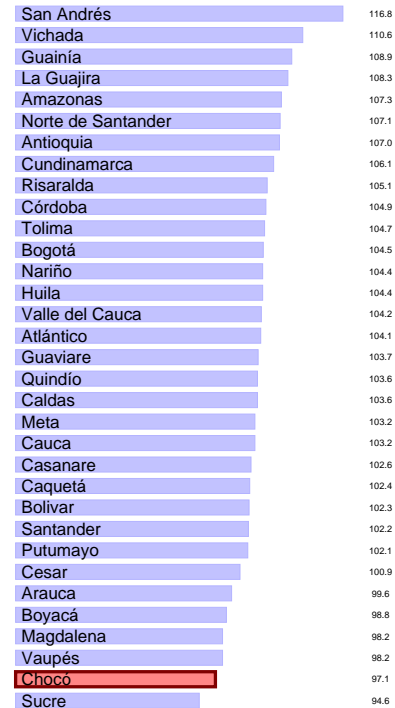 San Andrés 116.8
Vichada 110.6
Guainía 108.9
La Guajira 108.3
Amazonas 107.3
Norte de Santander 107.1
Antioquia 107.0
Cundinamarca 106.1
Risaralda 105.1
Córdoba 104.9
Tolima 104.7
Bogotá 104.5
Nariño 104.4
Huila 104.4
Valle del Cauca 104.2
Atlántico 104.1
Guaviare 103.7
Quindío 103.6
Caldas 103.6
Meta 103.2
Cauca 103.2
Casanare 102.6
Caquetá 102.4
Bolivar 102.3
Santander 102.2
Putumayo 102.1
Cesar 100.9
Arauca 99.6
Boyacá 98.8
Magdalena 98.2
Vaupés 98.2
Chocó 97.1
Sucre 94.6